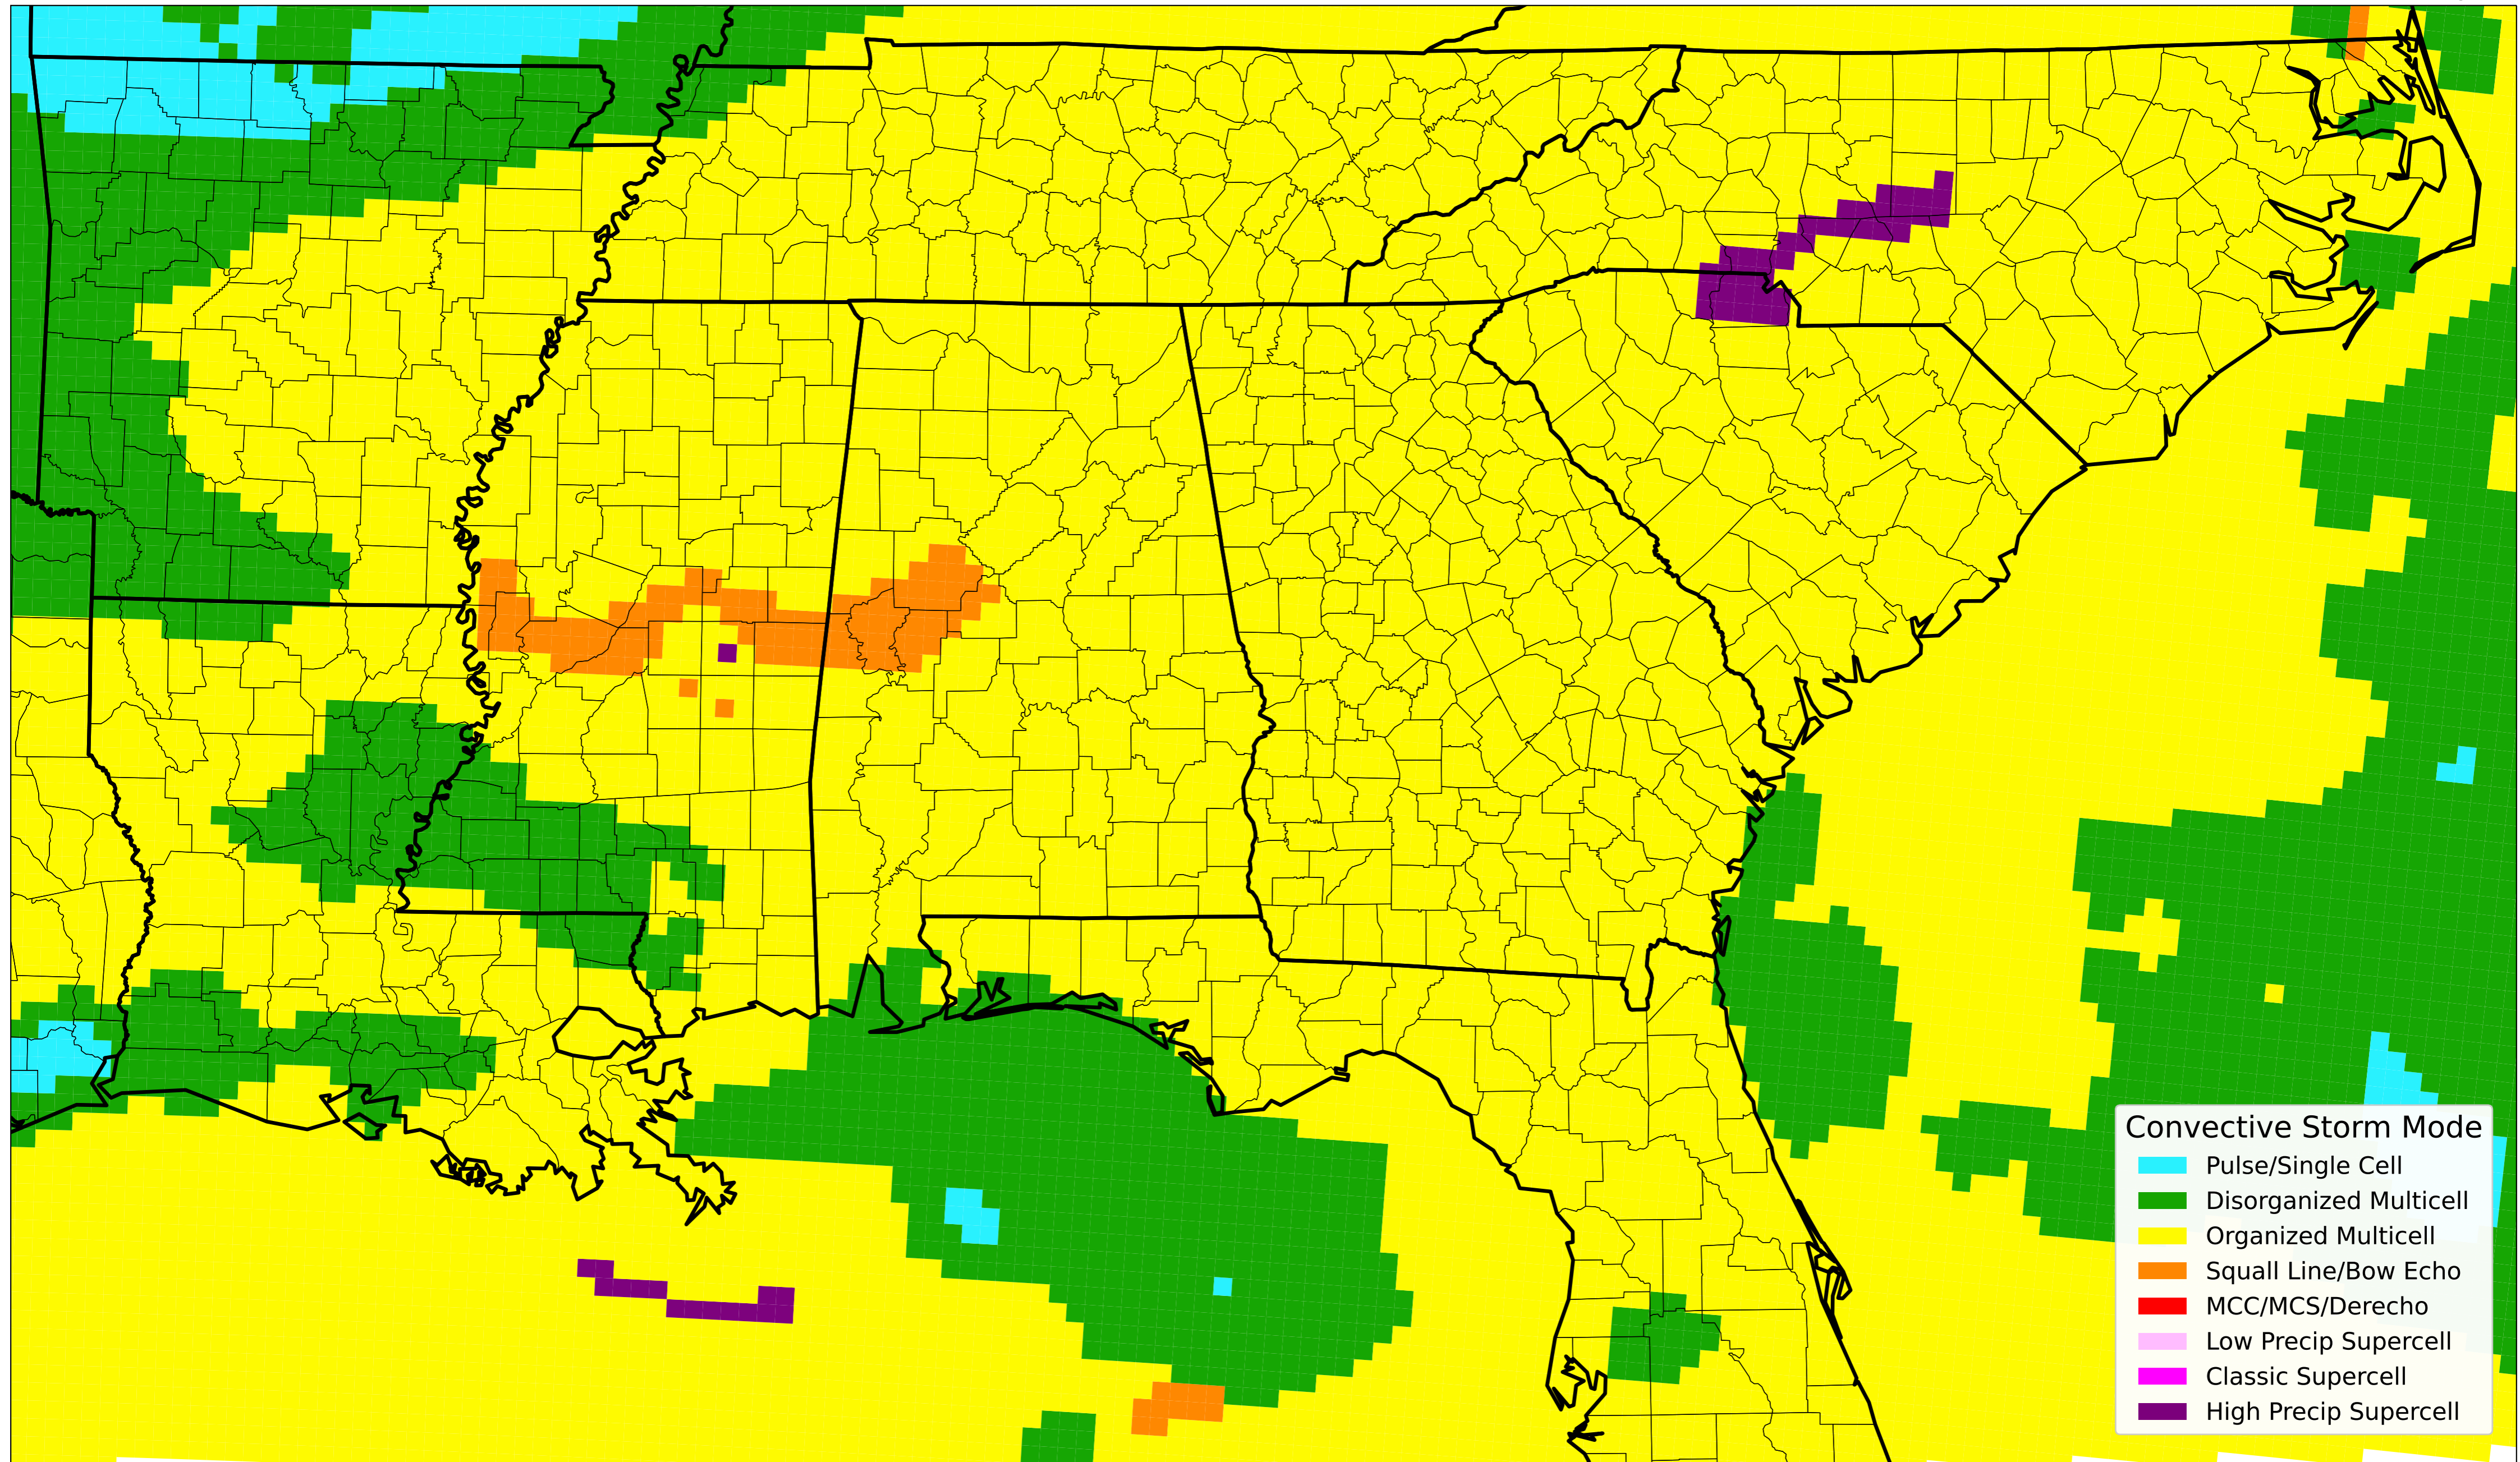 Convective Storm Mode
Pulse/Single Cell
Disorganized Multicell
Organized Multicell
Squall Line/Bow Echo
MCC/MCS/Derecho
Low Precip Supercell
Classic Supercell
High Precip Supercell